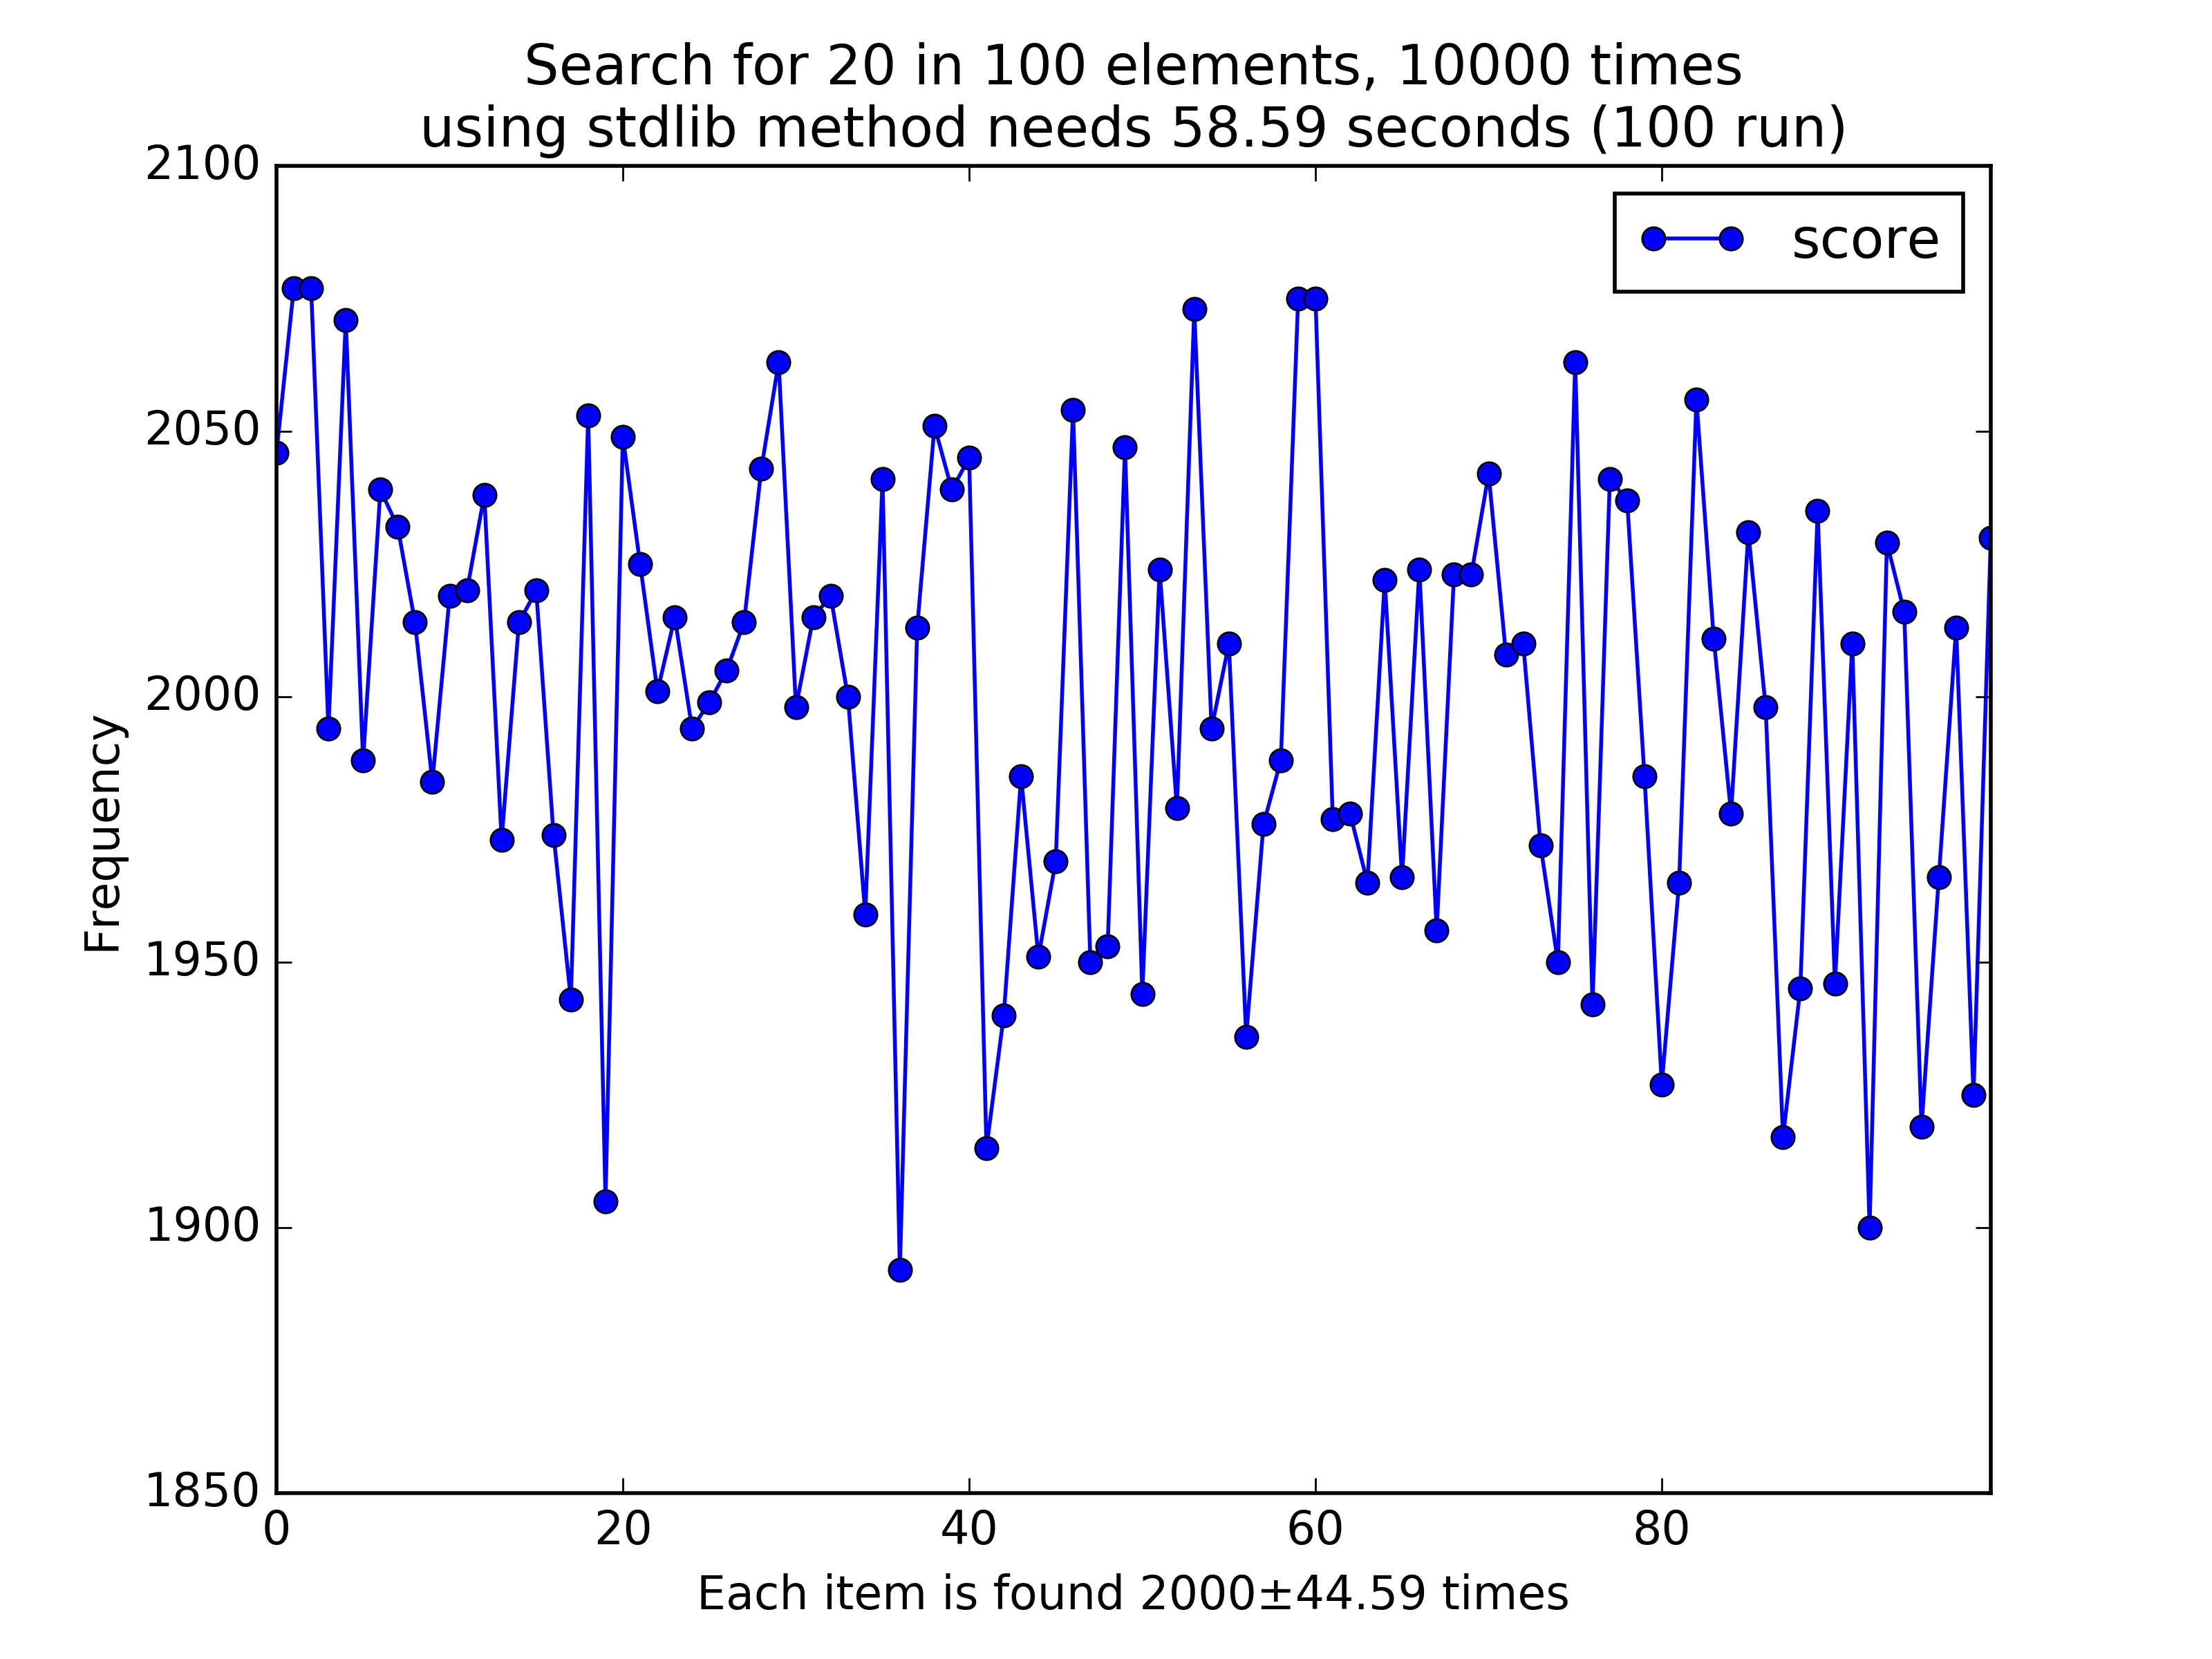 Search for 20 in 100 elements, 10000 times
using stdlib method needs 58.59 seconds (100 run)
score
2100
2050
2000
1950
1900
1850
Frequency
0 20 40 60 80
Each item is found 2000±44.59 times